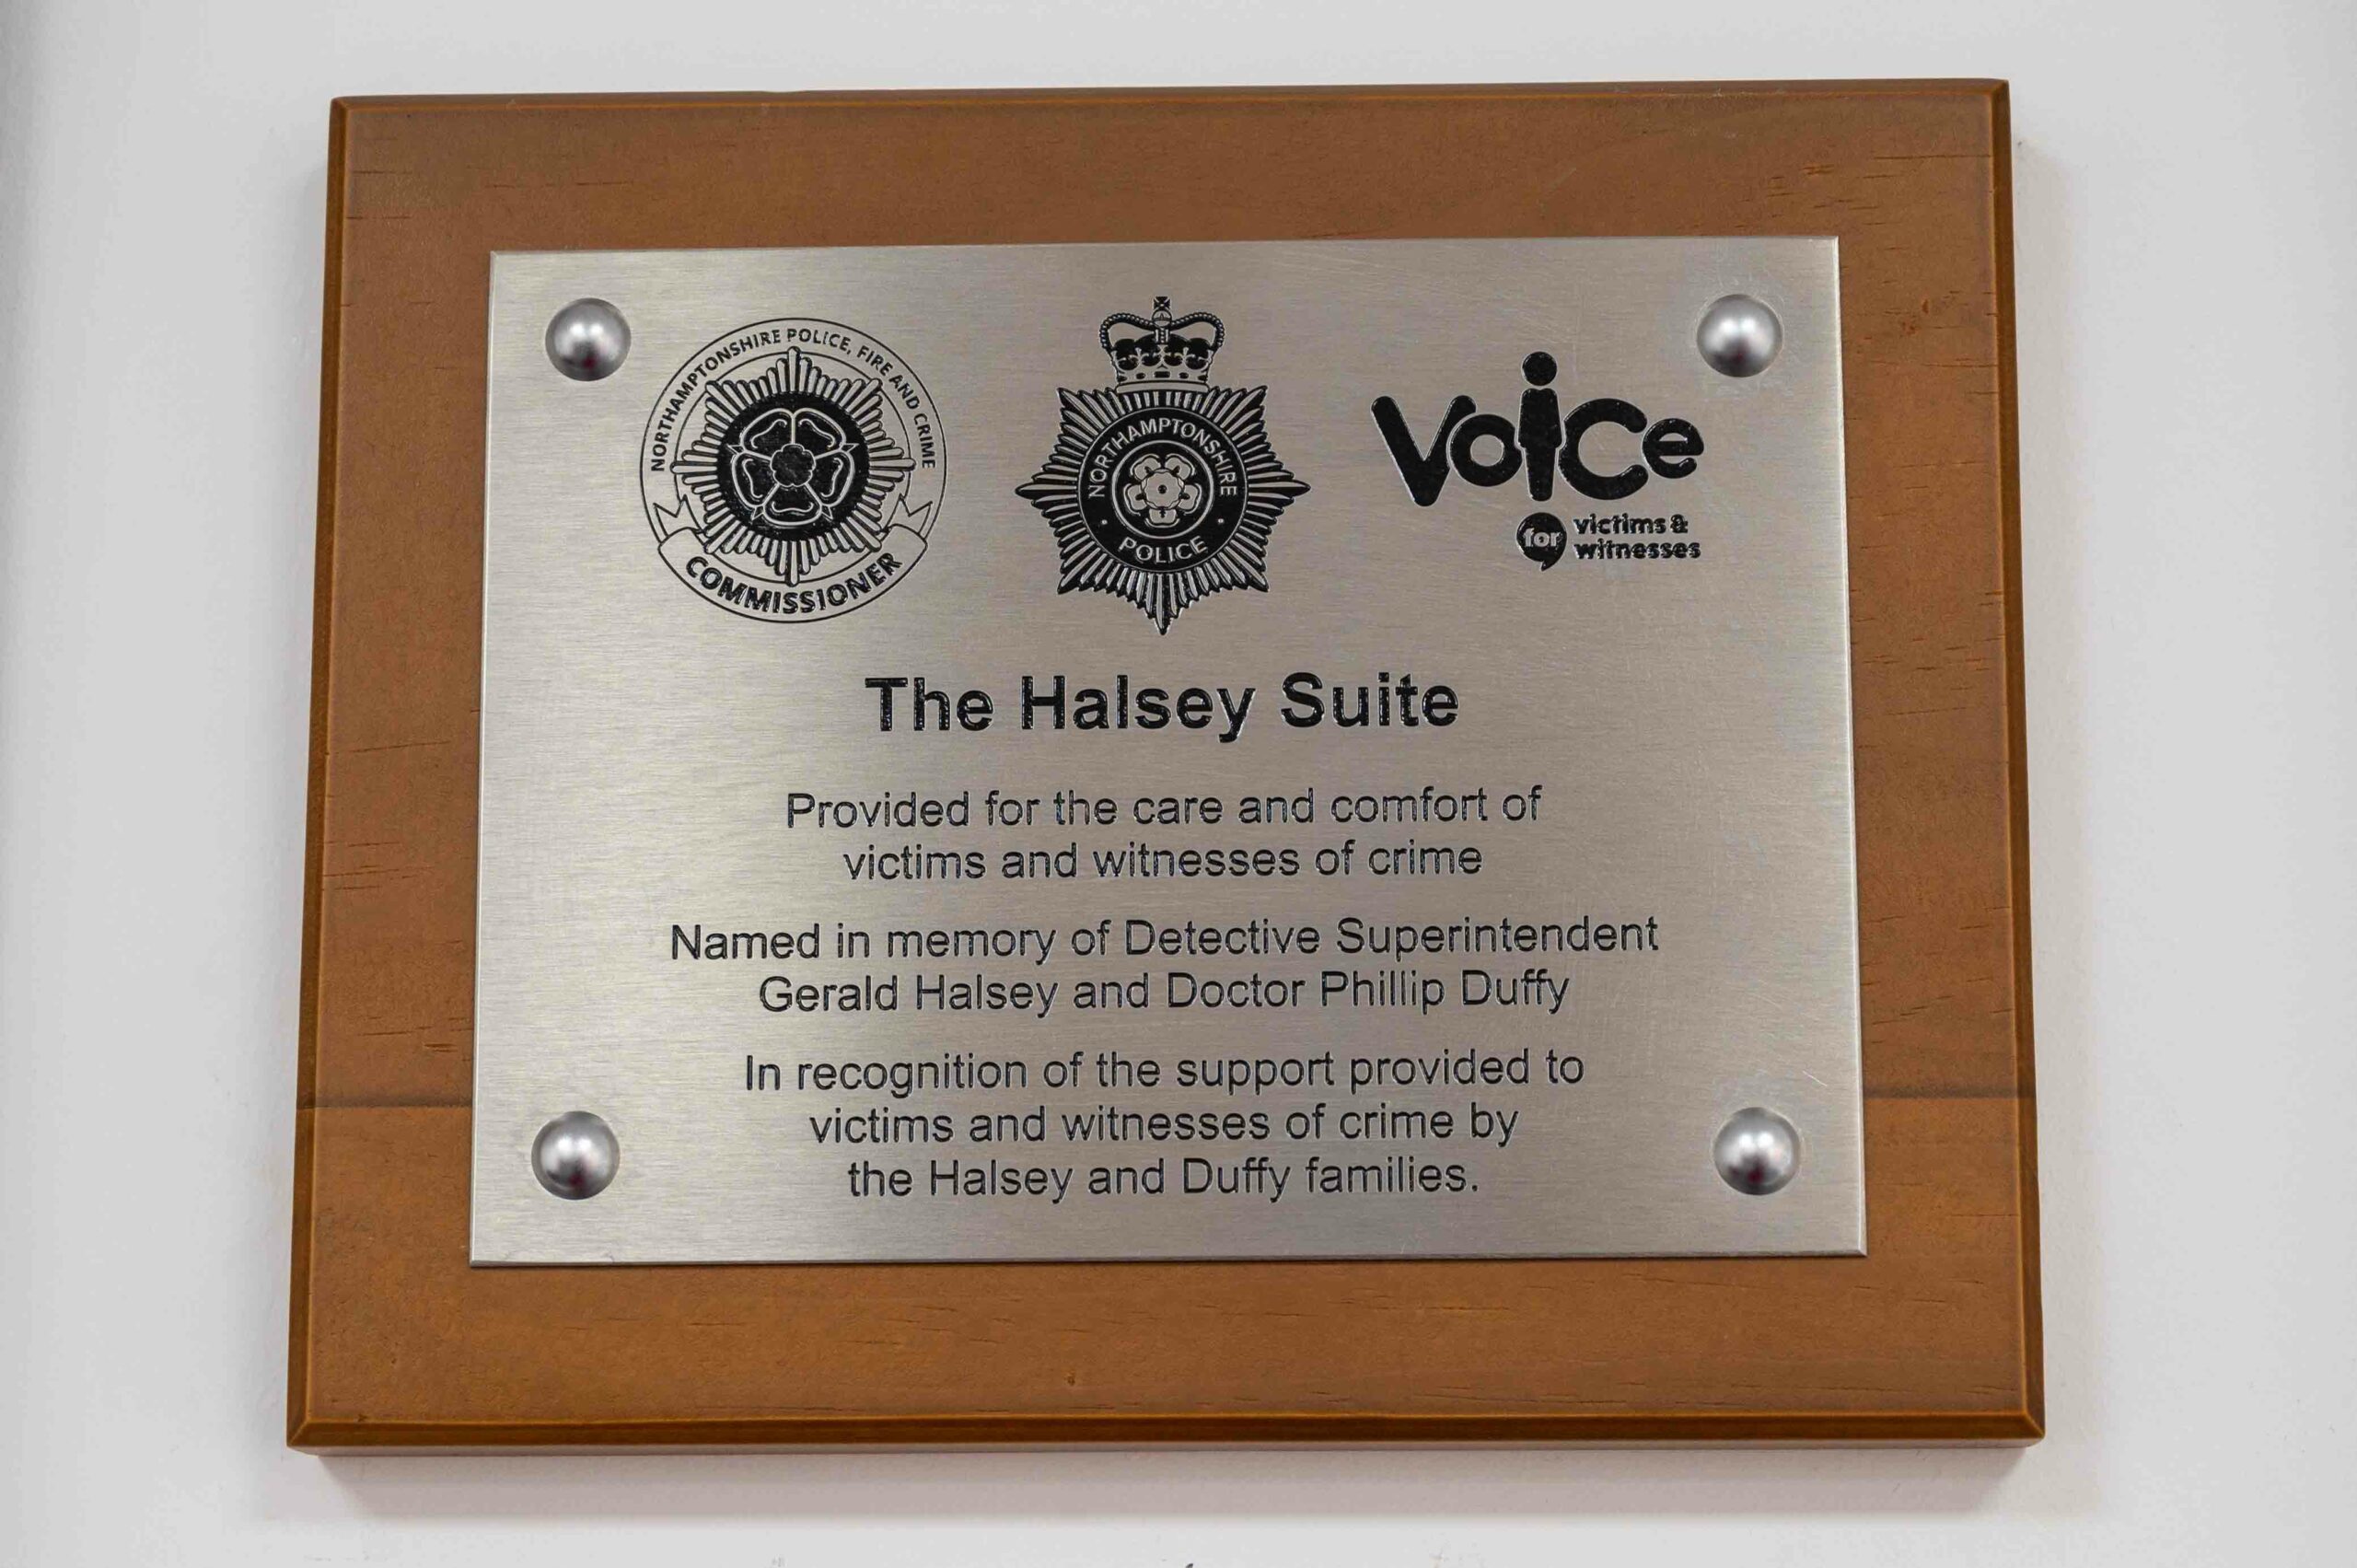 NORTHAMPTONSHIRE POLICE, FIRE AND CRIME
COMMISSIONER
NORTHAMPTONSHIRE
POLICE
Voice
for victims &
witnesses
The Halsey Suite
Provided for the care and comfort of
victims and witnesses of crime
Named in memory of Detective Superintendent
Gerald Halsey and Doctor Phillip Duffy
In recognition of the support provided to
victims and witnesses of crime by
the Halsey and Duffy families.